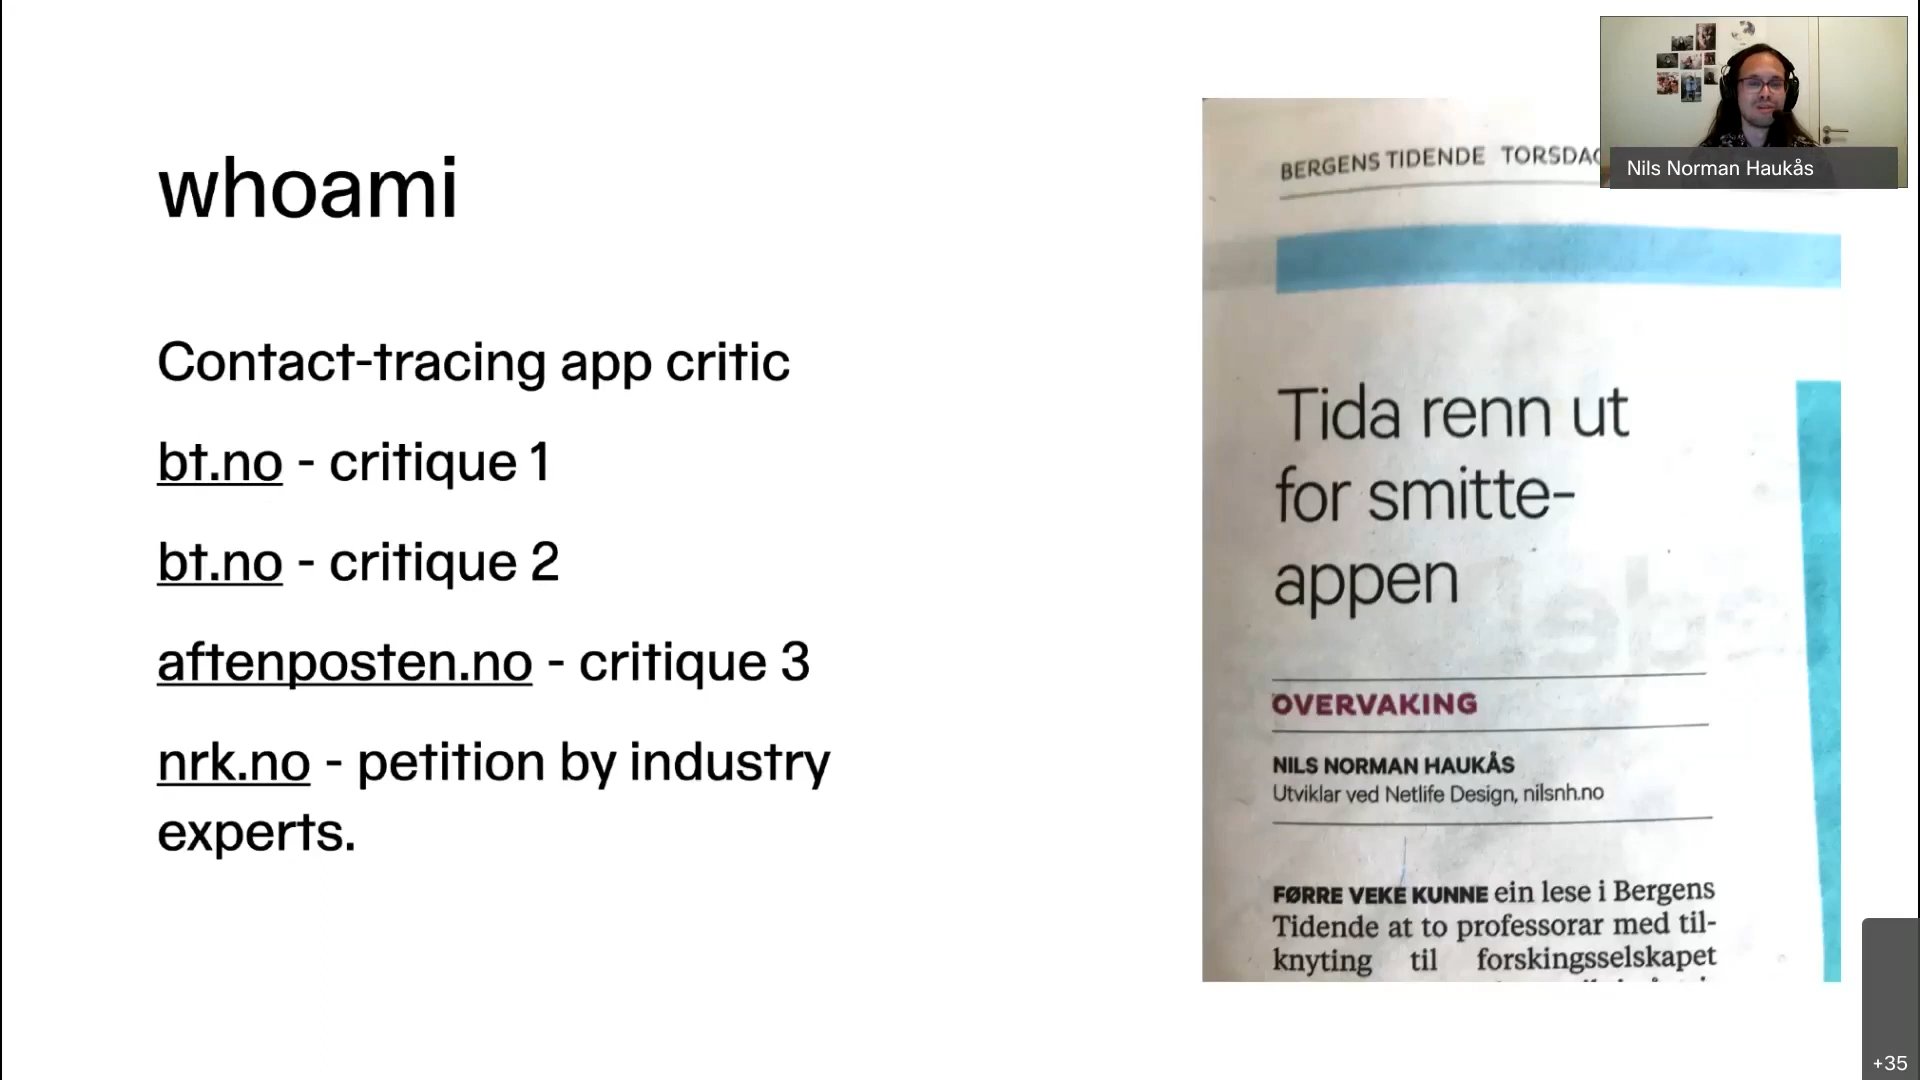 whoami
Contact-tracing app critic
bt.no - critique 1
bt.no - critique 2
aftenposten.no - critique 3
nrk.no - petition by industry
experts.
BERGENS TIDENDE TORSDAG
Tida renn ut
for smitte-
appen
OVERVAKING
NILS NORMAN HAUKÅS
Utviklar ved Netlife Design, nilsnh.no
FØRRE VEKE KUNNE ein lese i Bergens
Tidende at to professorar med til-
knyting til forskingsselskapet
Nils Norman Haukås
+35